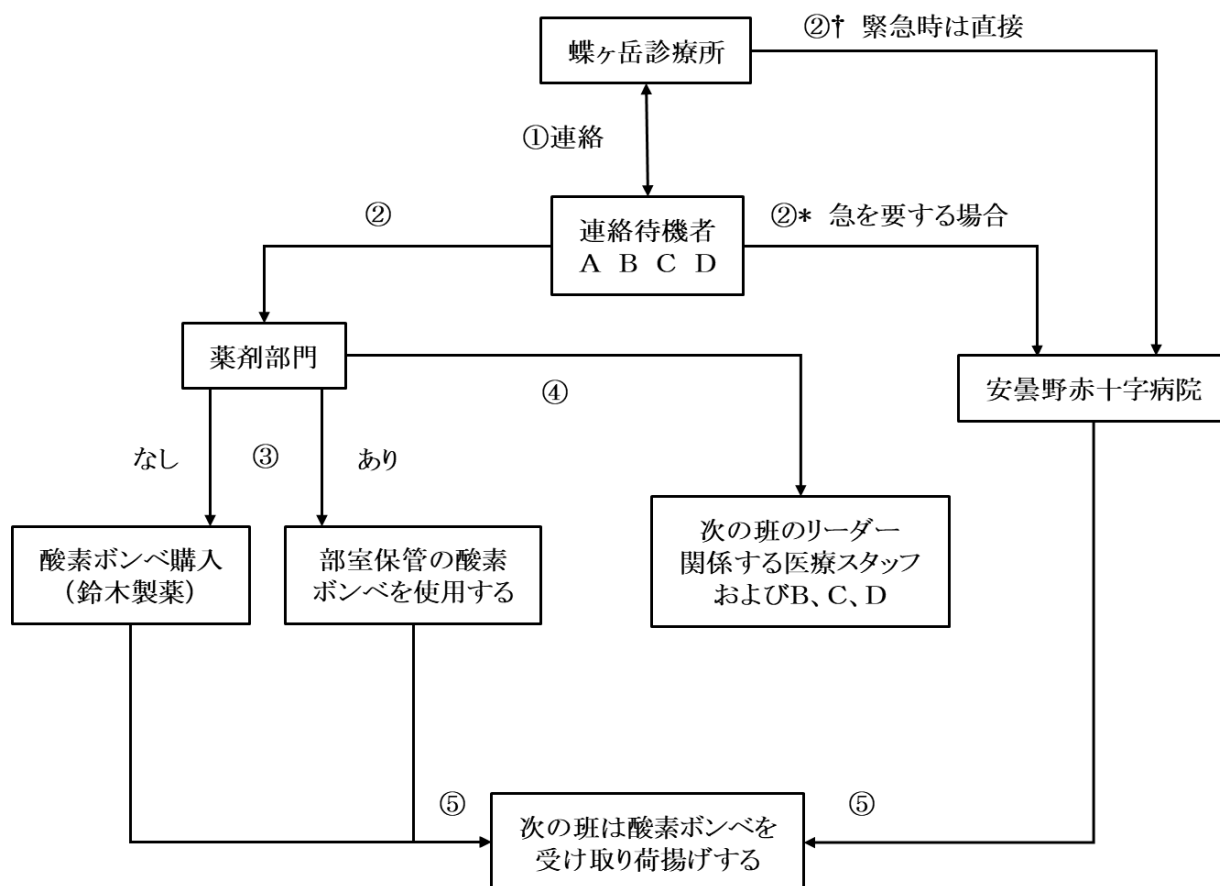 ②† 緊急時は直接
蝶ヶ岳診療所
①連絡
②
連絡待機者
A B C D
②* 急を要する場合
薬剤部門
安曇野赤十字病院
④
なし
③
あり
酸素ボンベ購入
（鈴木製薬）
部室保管の酸素
ボンベを使用する
次の班のリーダー
関係する医療スタッフ
およびB、C、D
⑤
次の班は酸素ボンベを
受け取り荷揚げする
⑤